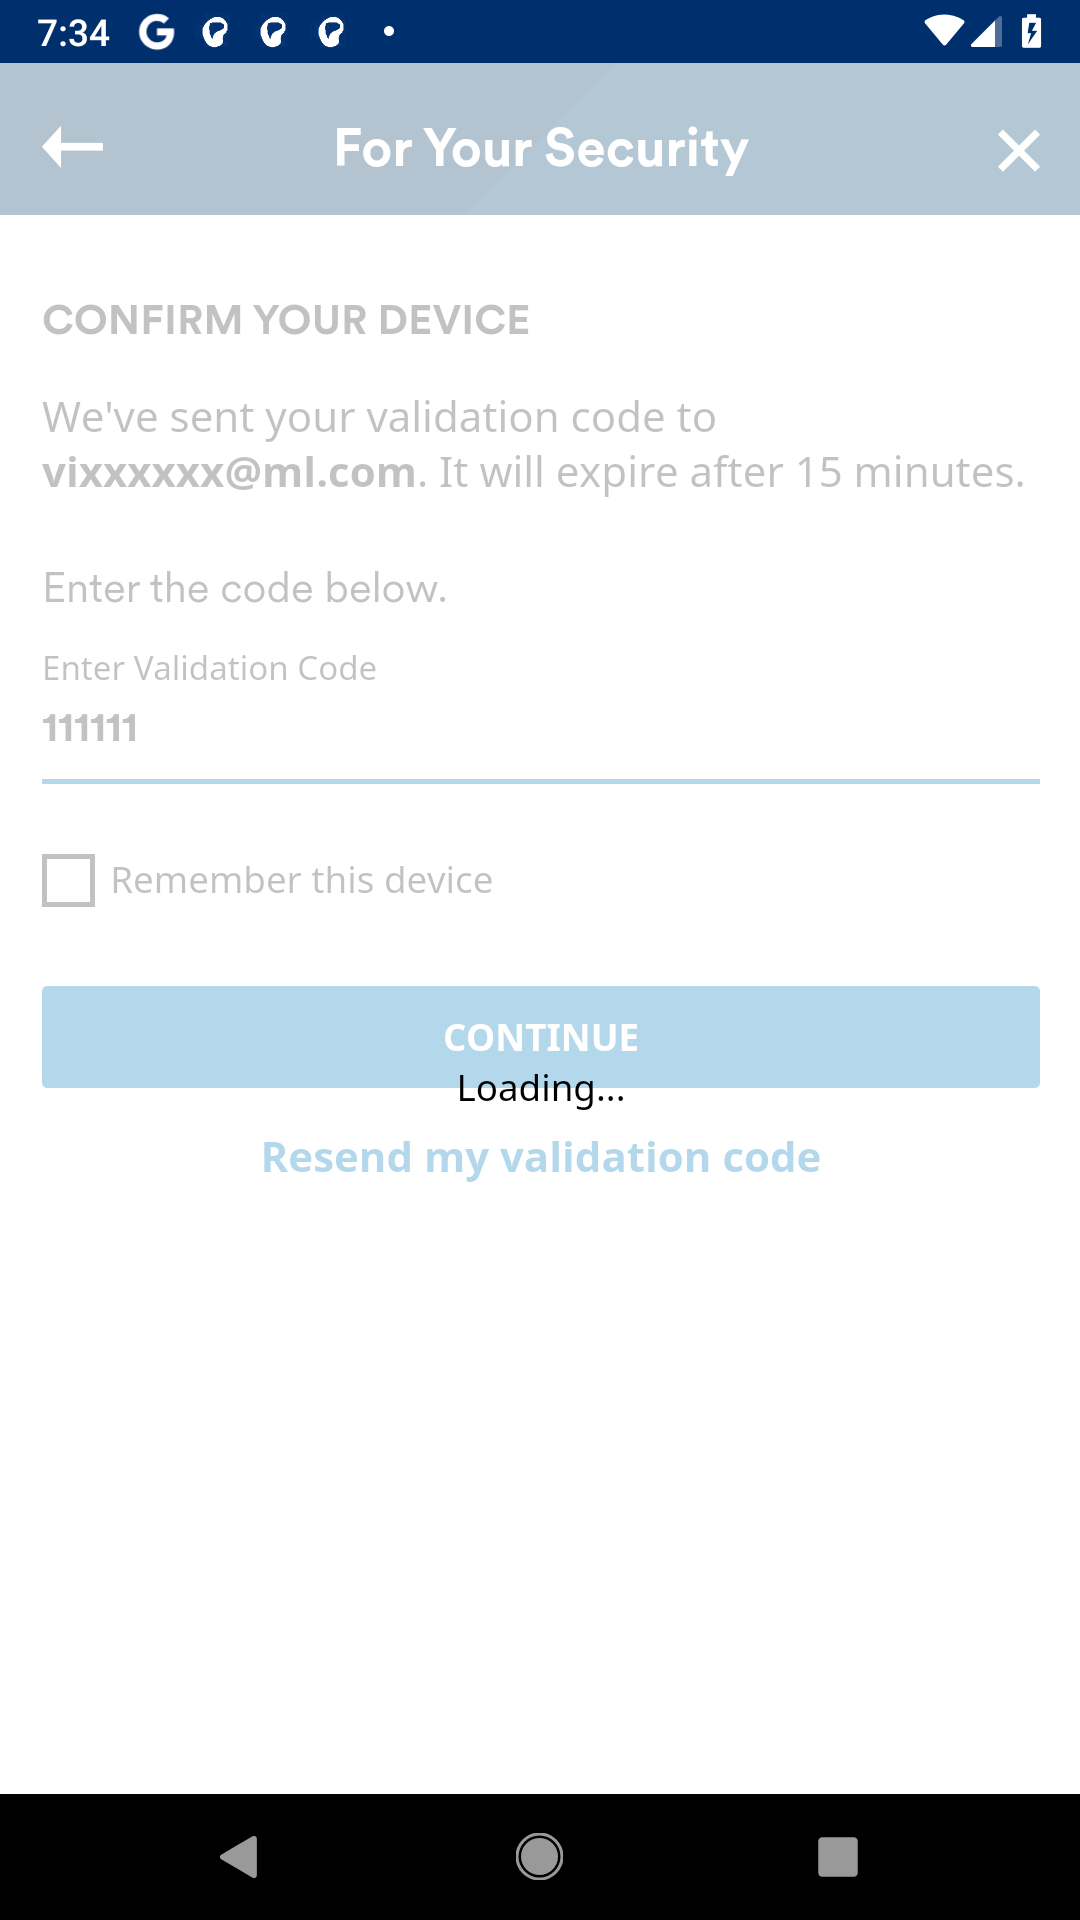 7:34
For Your Security
CONFIRM YOUR DEVICE
We've sent your validation code to
vixxxxxx@ml.com. It will expire after 15 minutes.
Enter the code below.
Enter Validation Code
111111
Remember this device
CONTINUE
Loading...
Resend my validation code